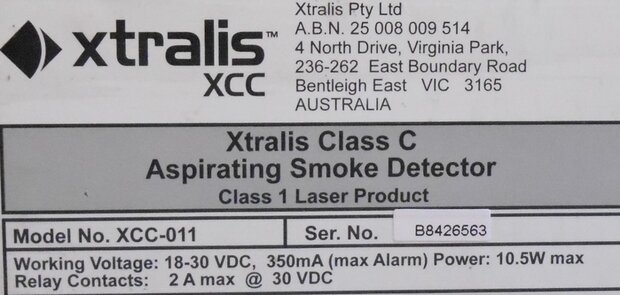 xtralis™
XCC
Xtralis Pty Ltd
A.B.N. 25 008 009 514
4 North Drive, Virginia Park,
236-262 East Boundary Road
Bentleigh East VIC 3165
AUSTRALIA
Xtralis Class C
Aspirating Smoke Detector
Class 1 Laser Product
Model No. XCC-011
Ser. No. B8426563
Working Voltage: 18-30 VDC, 350mA (max Alarm) Power: 10.5W max
Relay Contacts: 2 A max @ 30 VDC